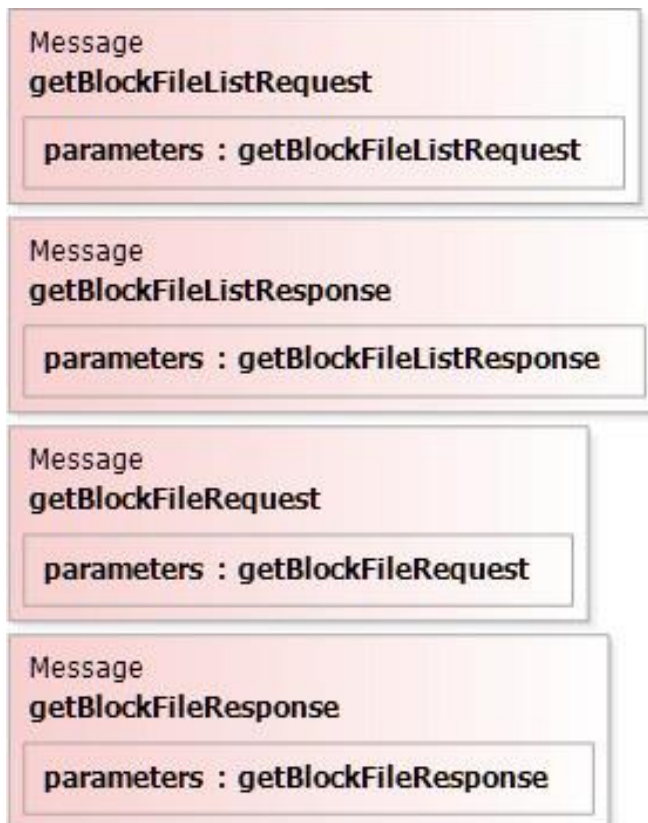 Message
getBlockFileListRequest
parameters : getBlockFileListRequest
Message
getBlockFileListResponse
parameters : getBlockFileListResponse
Message
getBlockFileRequest
parameters : getBlockFileRequest
Message
getBlockFileResponse
parameters : getBlockFileResponse